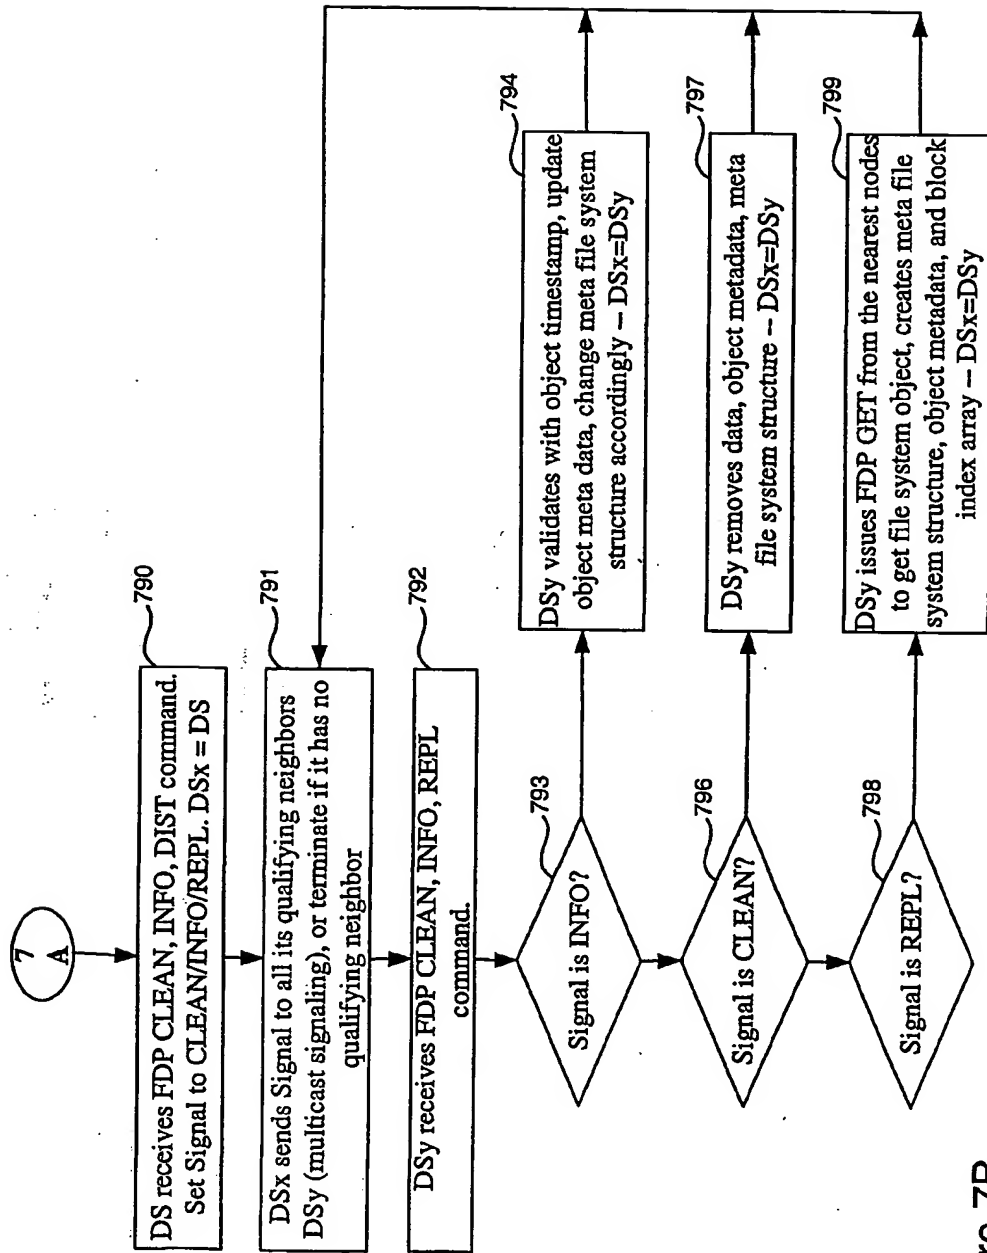 7
A
790
DS receives FDP CLEAN, INFO, DIST command.
Set Signal to CLEAN/INFO/REPL. DSx = DS
791
DSx sends Signal to all its qualifying neighbors
DSy (multicast signaling), or terminate if it has no
qualifying neighbor
792
DSy receives FDP CLEAN, INFO, REPL
command.
793
Signal is INFO?
794
DSy validates with object timestamp, update
object meta data, change meta file system
structure accordingly – DSx=DSy
796
Signal is CLEAN?
797
DSy removes data, object metadata, meta
file system structure -- DSx=DSy
798
Signal is REPL?
799
DSy issues FDP GET from the nearest nodes
to get file system object, creates meta file
system structure, object metadata, and block
index array – DSx=DSy
7B